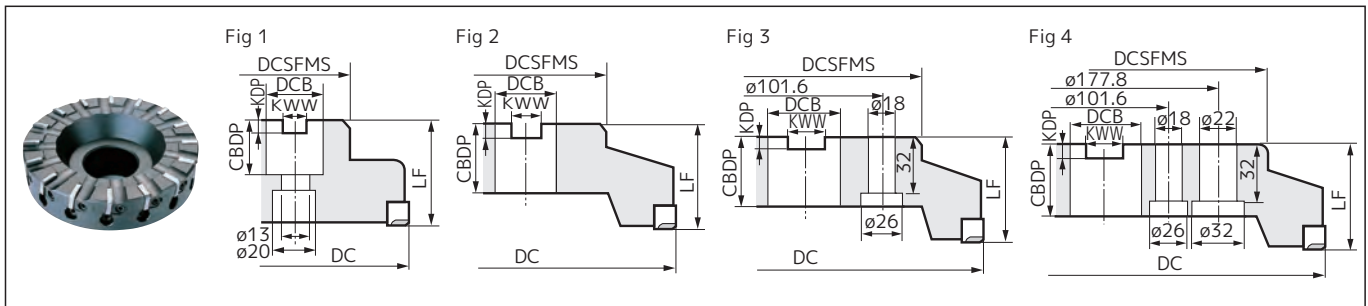 Fig 1
DCSFMS
DCB
KWW
KDP
CBDP
LF
ø13
ø20
DC
Fig 2
DCSFMS
DCB
KWW
KDP
CBDP
LF
DC
Fig 3
DCSFMS
ø101.6
DCB
ø18
KWW
KDP
CBDP
32
LF
ø26
DC
Fig 4
DCSFMS
ø177.8
ø101.6
DCB
ø18
ø22
KWW
KDP
CBDP
32
LF
ø26
ø32
DC